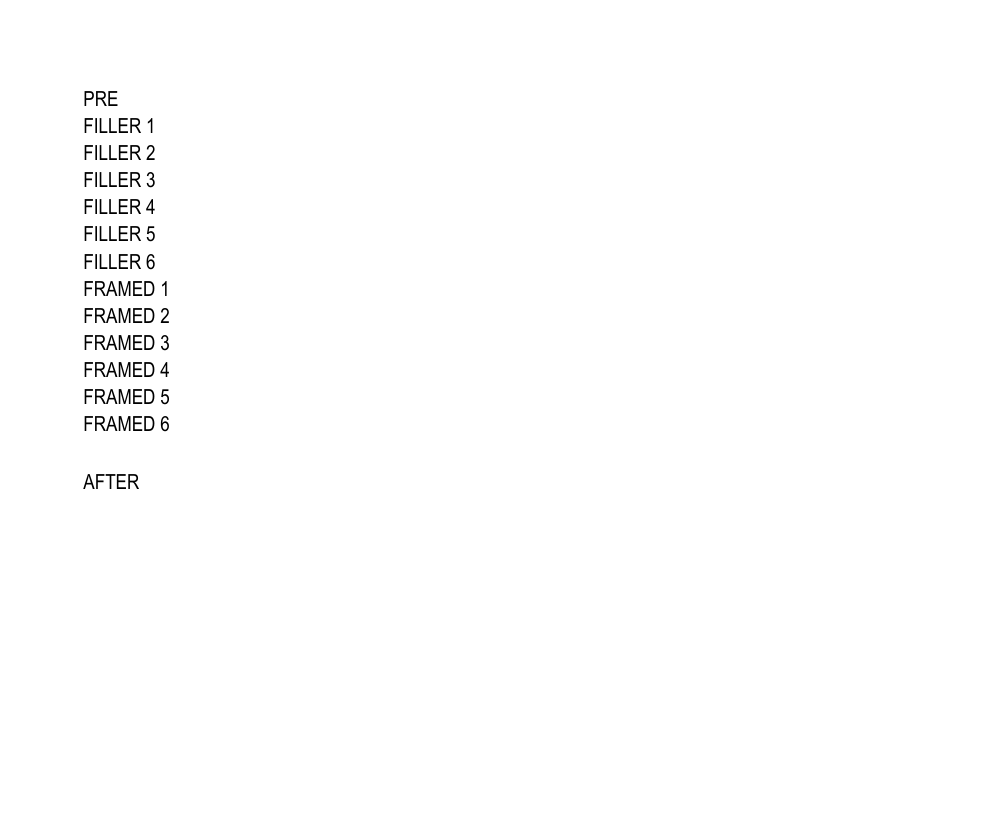 PRE
FILLER 1
FILLER 2
FILLER 3
FILLER 4
FILLER 5
FILLER 6
FRAMED 1
FRAMED 2
FRAMED 3
FRAMED 4
FRAMED 5
FRAMED 6
AFTER